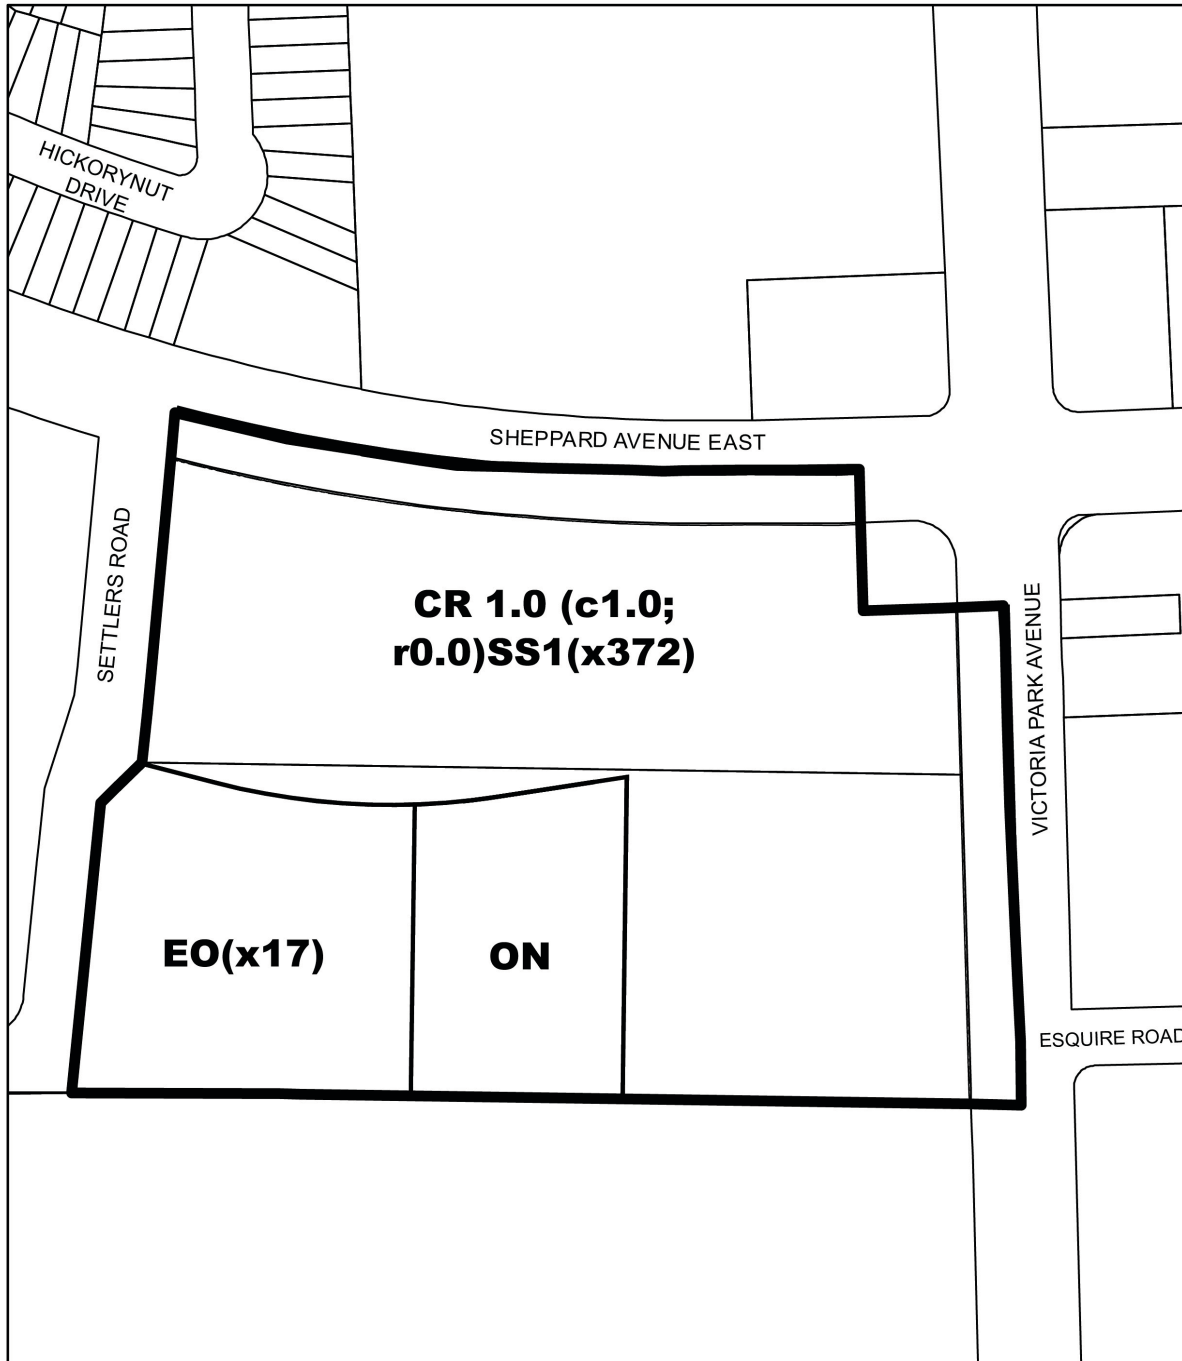 HICKORYNUT
DRIVE
SHEPPARD AVENUE EAST
SETTLERS ROAD
CR 1.0 (c1.0;
r0.0)SS1(x372)
VICTORIA PARK AVENUE
EO(x17)
ON
ESQUIRE ROAD